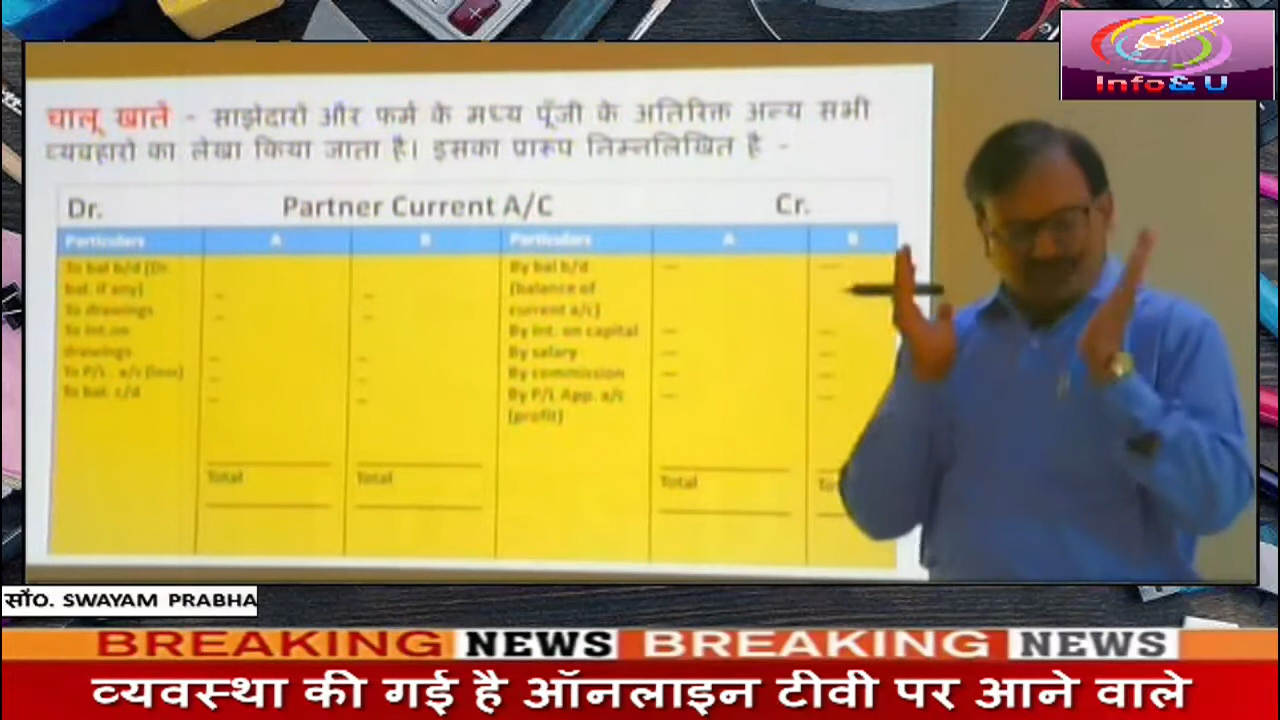 Info& U
चालू खाते - साझेदारों और फर्म के मध्य पूँजी के अतिरिक्त अन्य सभी
व्यवहारों का लेखा किया जाता है। इसका प्रारूप निम्नलिखित है -
Dr. Partner Current A/C Cr.
Particulars A B Particulars A B
To bal b/d (Dr.
bal. if any)
To drawings
To int.on
drawings
To P/L. a/c (loss)
To bal. c/d
By bal b/d
(balance of
current a/c)
By int. on capital
By salary
By commission
By P/L App. a/c
(profit)
Total Total Total
सौ0. SWAYAM PRABHA
BREAKING NEWS BREAKING NEWS
व्यवस्था की गई है ऑनलाइन टीवी पर आने वाले